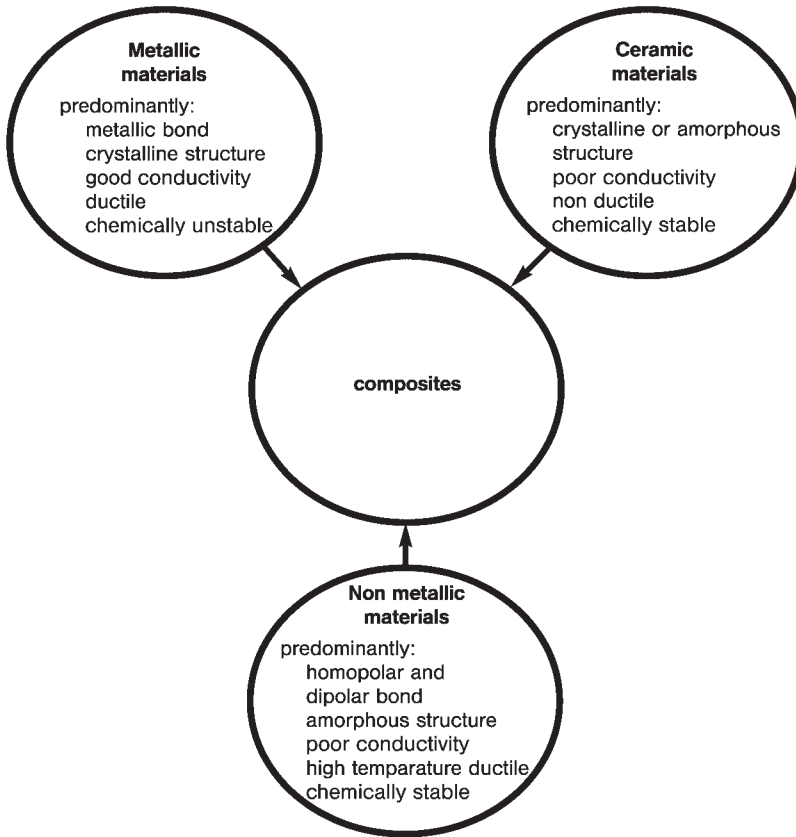 Metallic
materials
predominantly:
metallic bond
crystalline structure
good conductivity
ductile
chemically unstable
Ceramic
materials
predominantly:
crystalline or amorphous
structure
poor conductivity
non ductile
chemically stable
composites
Non metallic
materials
predominantly:
homopolar and
dipolar bond
amorphous structure
poor conductivity
high temparature ductile
chemically stable